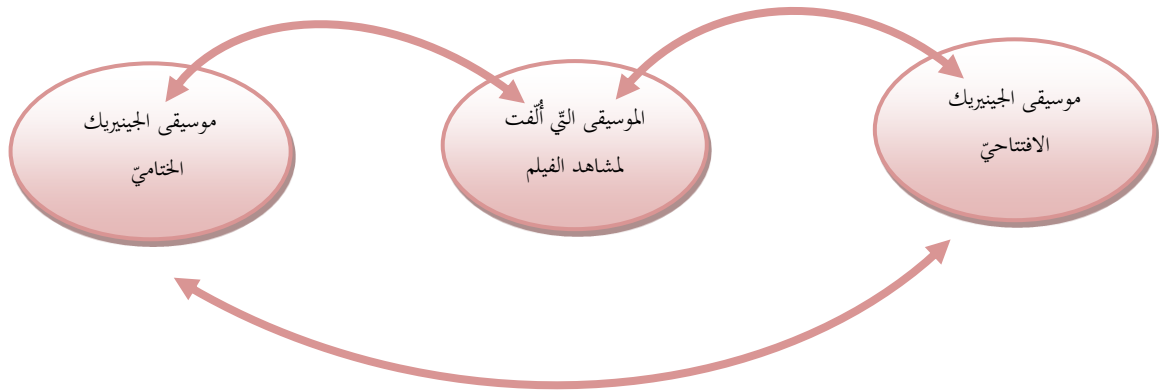 موسيقى الجينيريك
الافتتاحيّ
الموسيقى التّي أُلّفت
لمشاهد الفيلم
موسيقى الجينيريك
الختاميّ